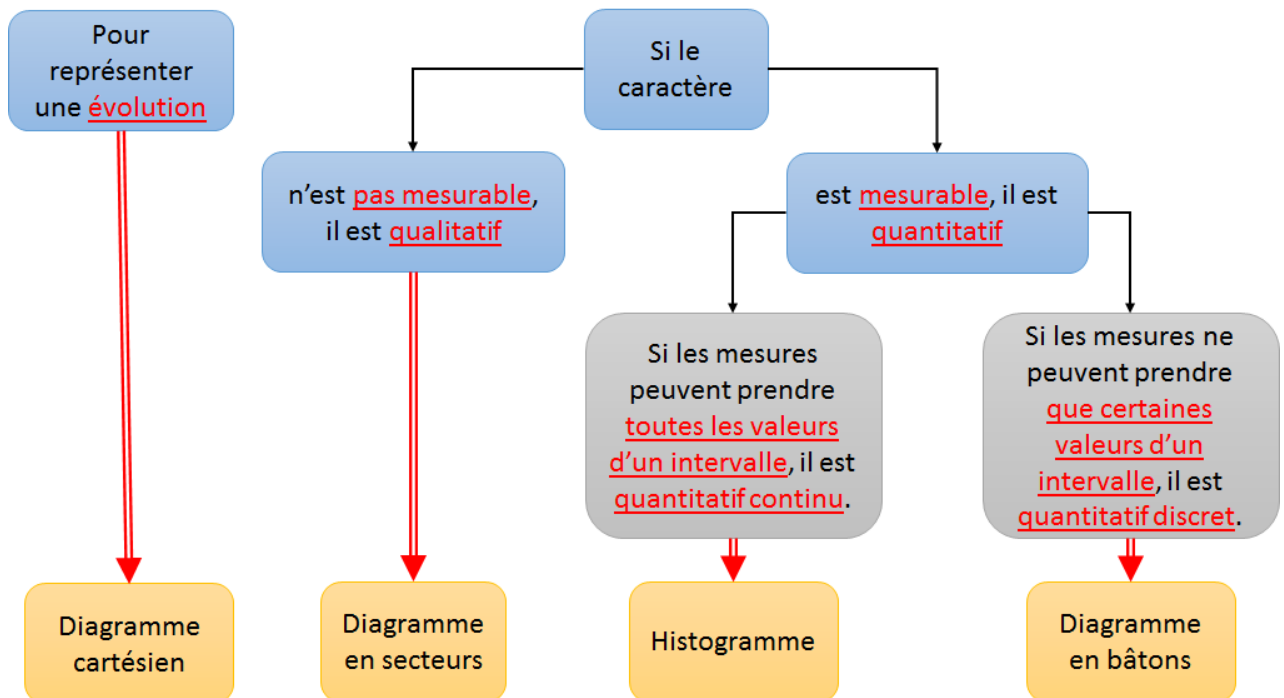 Pour
représenter
une évolution
Si le
caractère
n’est pas mesurable,
il est qualitatif
est mesurable, il est
quantitatif
Si les mesures
peuvent prendre
toutes les valeurs
d’un intervalle, il est
quantitatif continu.
Si les mesures ne
peuvent prendre
que certaines
valeurs d’un
intervalle, il est
quantitatif discret.
Diagramme
cartésien
Diagramme
en secteurs
Histogramme
Diagramme
en bâtons